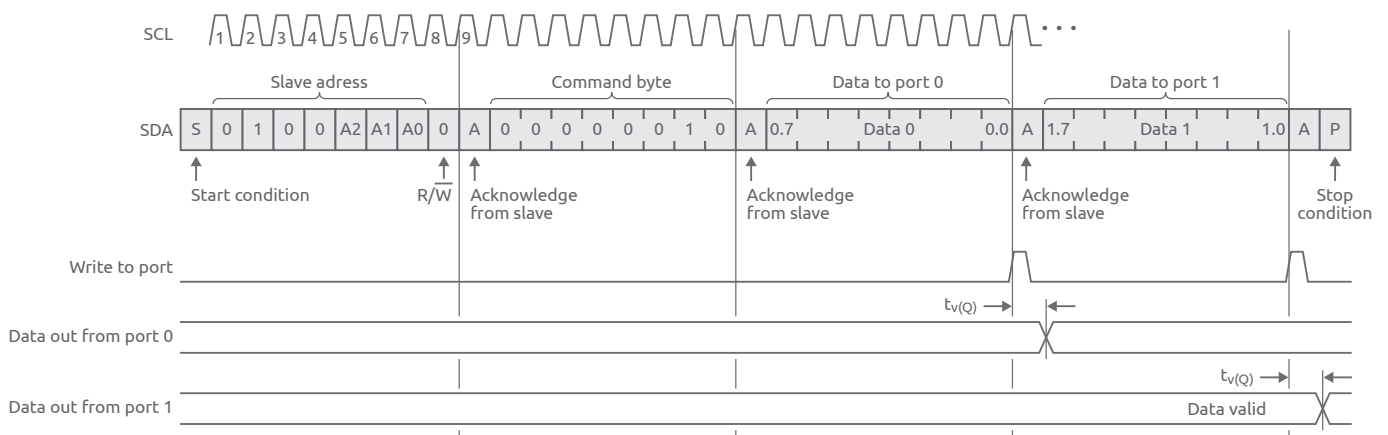 SCL 1 2 3 4 5 6 7 8 9 • • •
Slave adress Command byte Data to port 0 Data to port 1
SDA S 0 1 0 0 A2 A1 A0 0 A 0 0 0 0 0 0 1 0 A 0.7 Data 0 0.0 A 1.7 Data 1 1.0 A P
Start condition R/W Acknowledge Acknowledge Acknowledge Stop
from slave from slave from slave condition
Write to port
tv(Q)
Data out from port 0
tv(Q)
Data out from port 1 Data valid